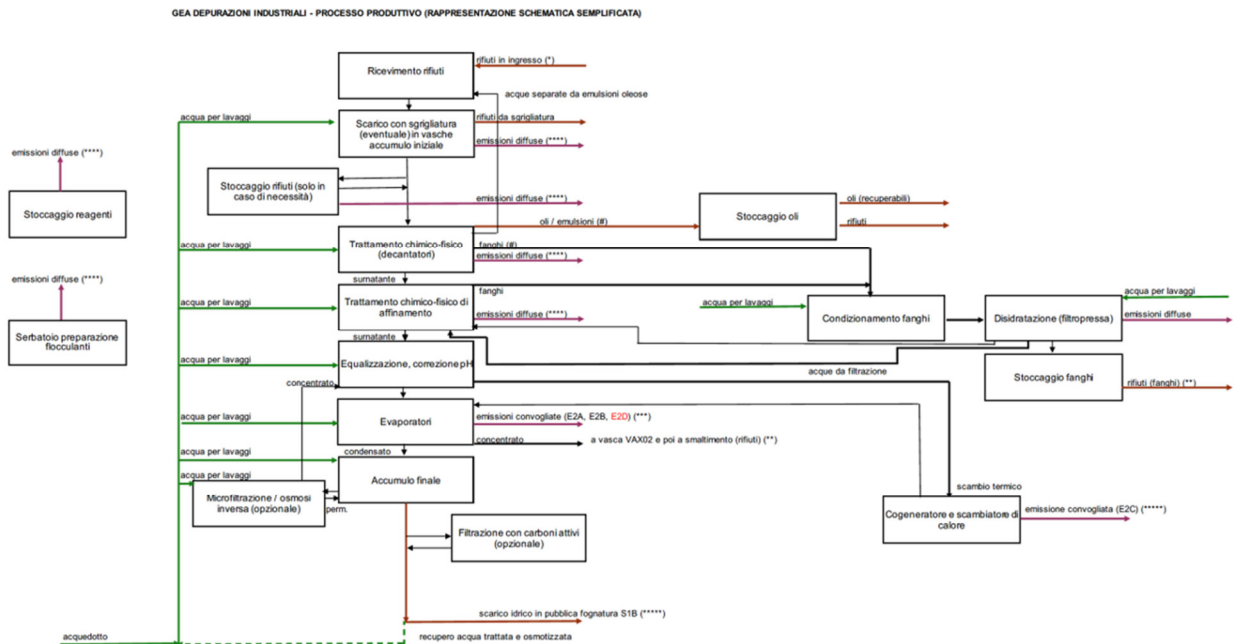 GEA DEPURAZIONI INDUSTRIALI - PROCESSO PRODUTTIVO (RAPPRESENTAZIONE SCHEMATICA SEMPLIFICATA)
rifiuti in ingresso (*)
Ricevimento rifiuti
acque separate da emulsioni oleose
acqua per lavaggi
Scarico con sgrigliatura
(eventuale) in vasche
accumulo iniziale
rifiuti da sgrigliatura
emissioni diffuse (****)
emissioni diffuse (****)
Stoccaggio reagenti
Stoccaggio rifiuti (solo in
caso di necessità)
emissioni diffuse (****)
oli / emulsioni (#)
Stoccaggio oli
oli (recuperabili)
rifiuti
acqua per lavaggi
Trattamento chimico-fisico
(decantatori)
fanghi (#)
emissioni diffuse (****)
surnatante
emissioni diffuse (****)
Serbatoio preparazione
flocculanti
acqua per lavaggi
Trattamento chimico-fisico di
affinamento
fanghi
emissioni diffuse (****)
surnatante
acqua per lavaggi
Condizionamento fanghi
Disidratazione (filtropressa)
acqua per lavaggi
emissioni diffuse
acque da filtrazione
Stoccaggio fanghi
rifiuti (fanghi) (**)
acqua per lavaggi
Equalizzazione, correzione pH
concentrato
acqua per lavaggi
Evaporatori
emissioni convogliate (E2A, E2B, E2D) (***)
concentrato
a vasca VAX02 e poi a smaltimento (rifiuti) (**)
condensato
acqua per lavaggi
Accumulo finale
acqua per lavaggi
Microfiltrazione / osmosi
inversa (opzionale)
perm.
scambio termico
Cogeneratore e scambiatore di
calore
emissione convogliata (E2C) (*****)
Filtrazione con carboni attivi
(opzionale)
scarico idrico in pubblica fognatura S1B (*****)
acquedotto
recupero acqua trattata e osmotizzata